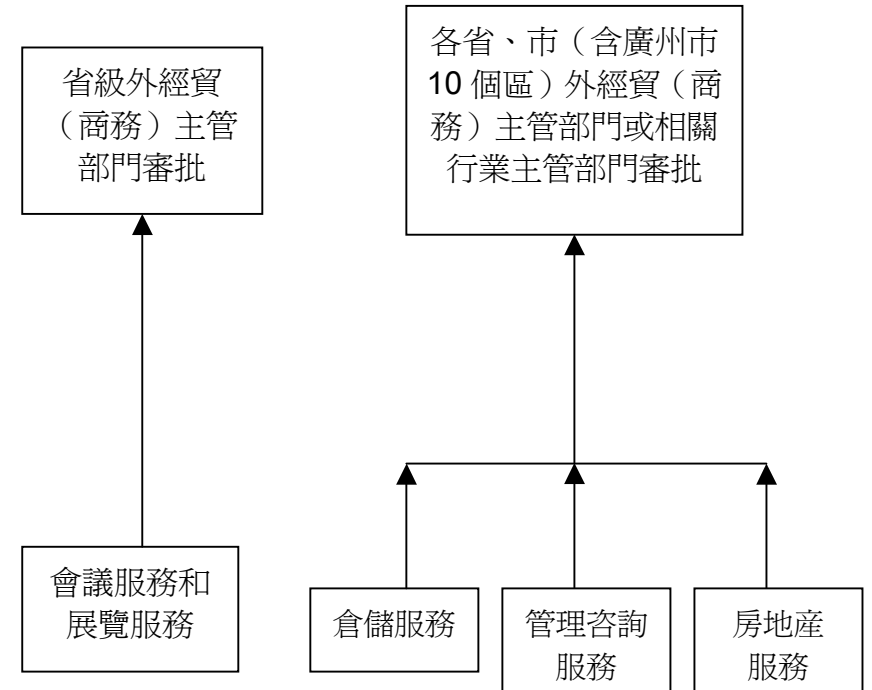 省級外經貿
（商務）主管
部門審批
各省、市（含廣州市
10 個區）外經貿（商
務）主管部門或相關
行業主管部門審批
會議服務和
展覽服務
倉儲服務
管理咨詢
服務
房地産
服務